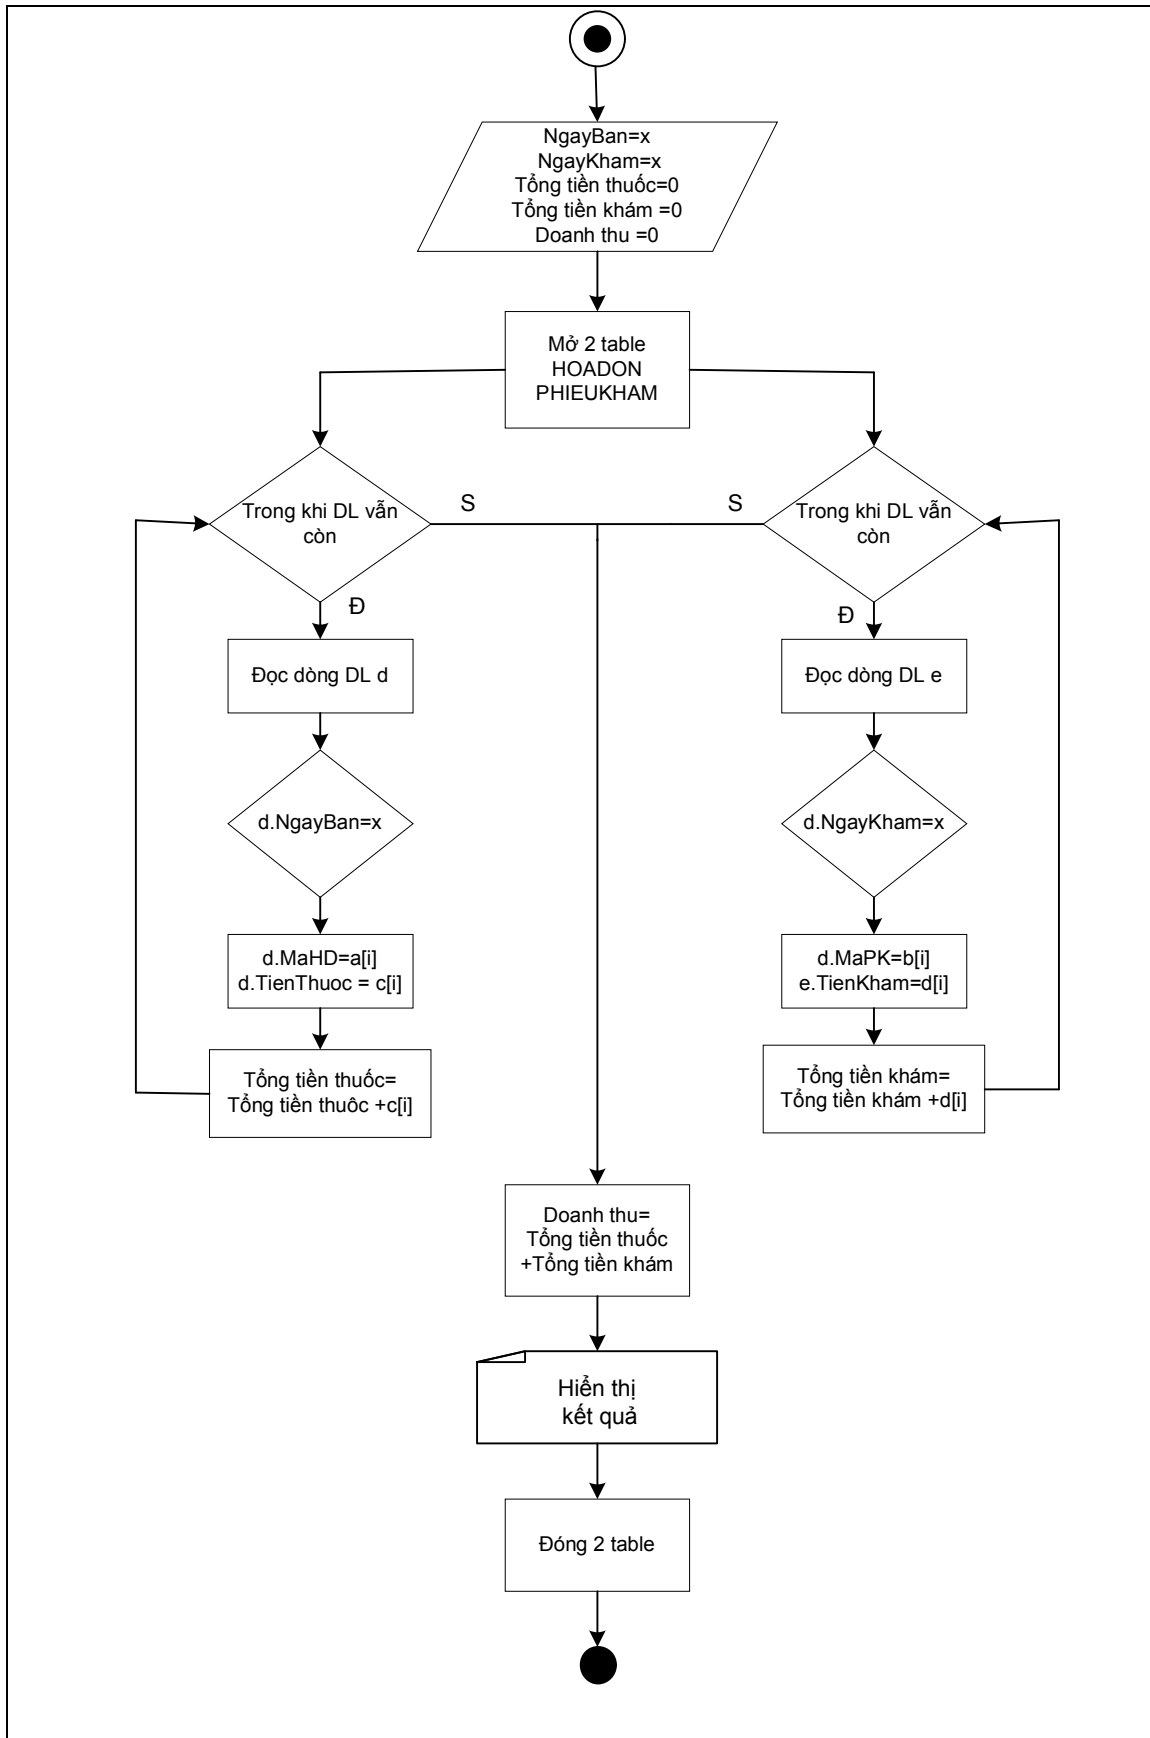 NgayBan=x
NgayKham=x
Tổng tiền thuốc=0
Tổng tiền khám =0
Doanh thu =0
Mở 2 table
HOADON
PHIEUKHAM
Trong khi DL vẫn
còn
S
Đ
Đọc dòng DL d
d.NgayBan=x
d.MaHD=a[i]
d.TienThuoc = c[i]
Tổng tiền thuốc=
Tổng tiền thuôc +c[i]
Trong khi DL vẫn
còn
S
Đ
Đọc dòng DL e
d.NgayKham=x
d.MaPK=b[i]
e.TienKham=d[i]
Tổng tiền khám=
Tổng tiền khám +d[i]
Doanh thu=
Tổng tiền thuốc
+Tổng tiền khám
Hiển thị
kết quả
Đóng 2 table